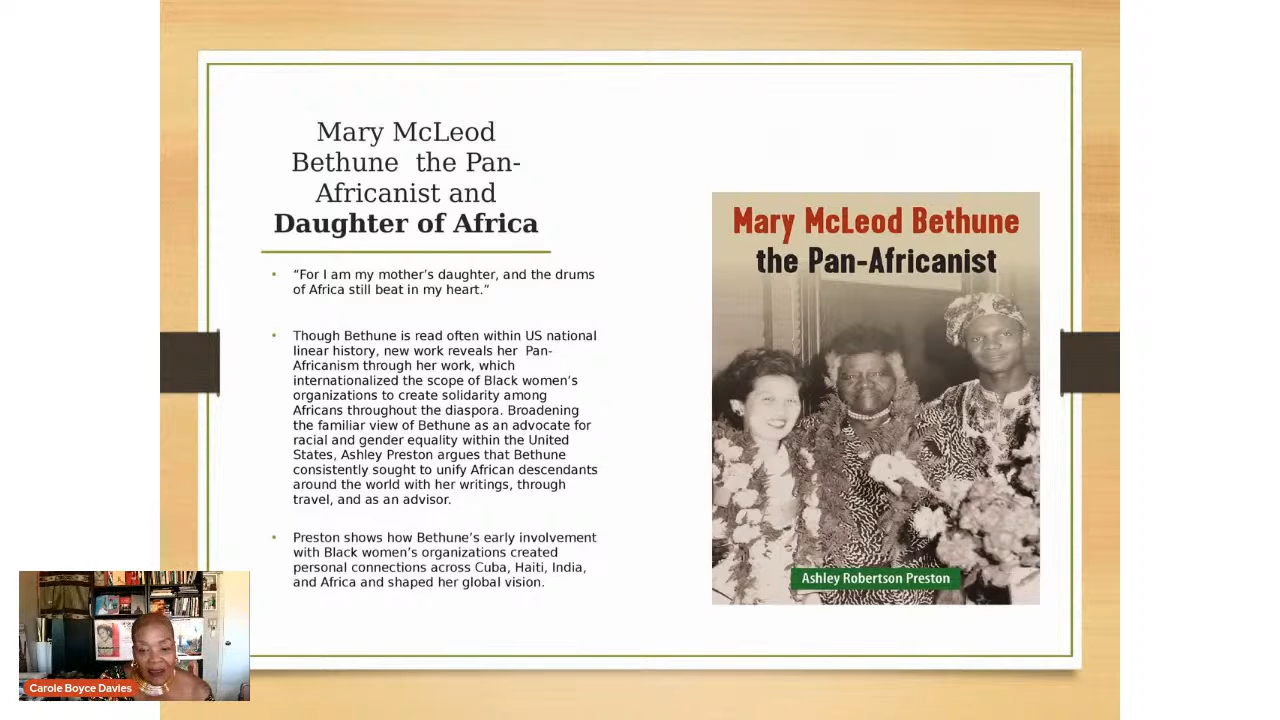 Mary McLeod
Bethune  the Pan-
Africanist and
Daughter of Africa
• “For I am my mother’s daughter, and the drums
of Africa still beat in my heart.”
• Though Bethune is read often within US national
linear history, new work reveals her  Pan-
Africanism through her work, which
internationalized the scope of Black women’s
organizations to create solidarity among
Africans throughout the diaspora. Broadening
the familiar view of Bethune as an advocate for
racial and gender equality within the United
States, Ashley Preston argues that Bethune
consistently sought to unify African descendants
around the world with her writings, through
travel, and as an advisor.
• Preston shows how Bethune’s early involvement
with Black women’s organizations created
personal connections across Cuba, Haiti, India,
and Africa and shaped her global vision.
Mary McLeod Bethune
the Pan-Africanist
Ashley Robertson Preston
Carole Boyce Davies